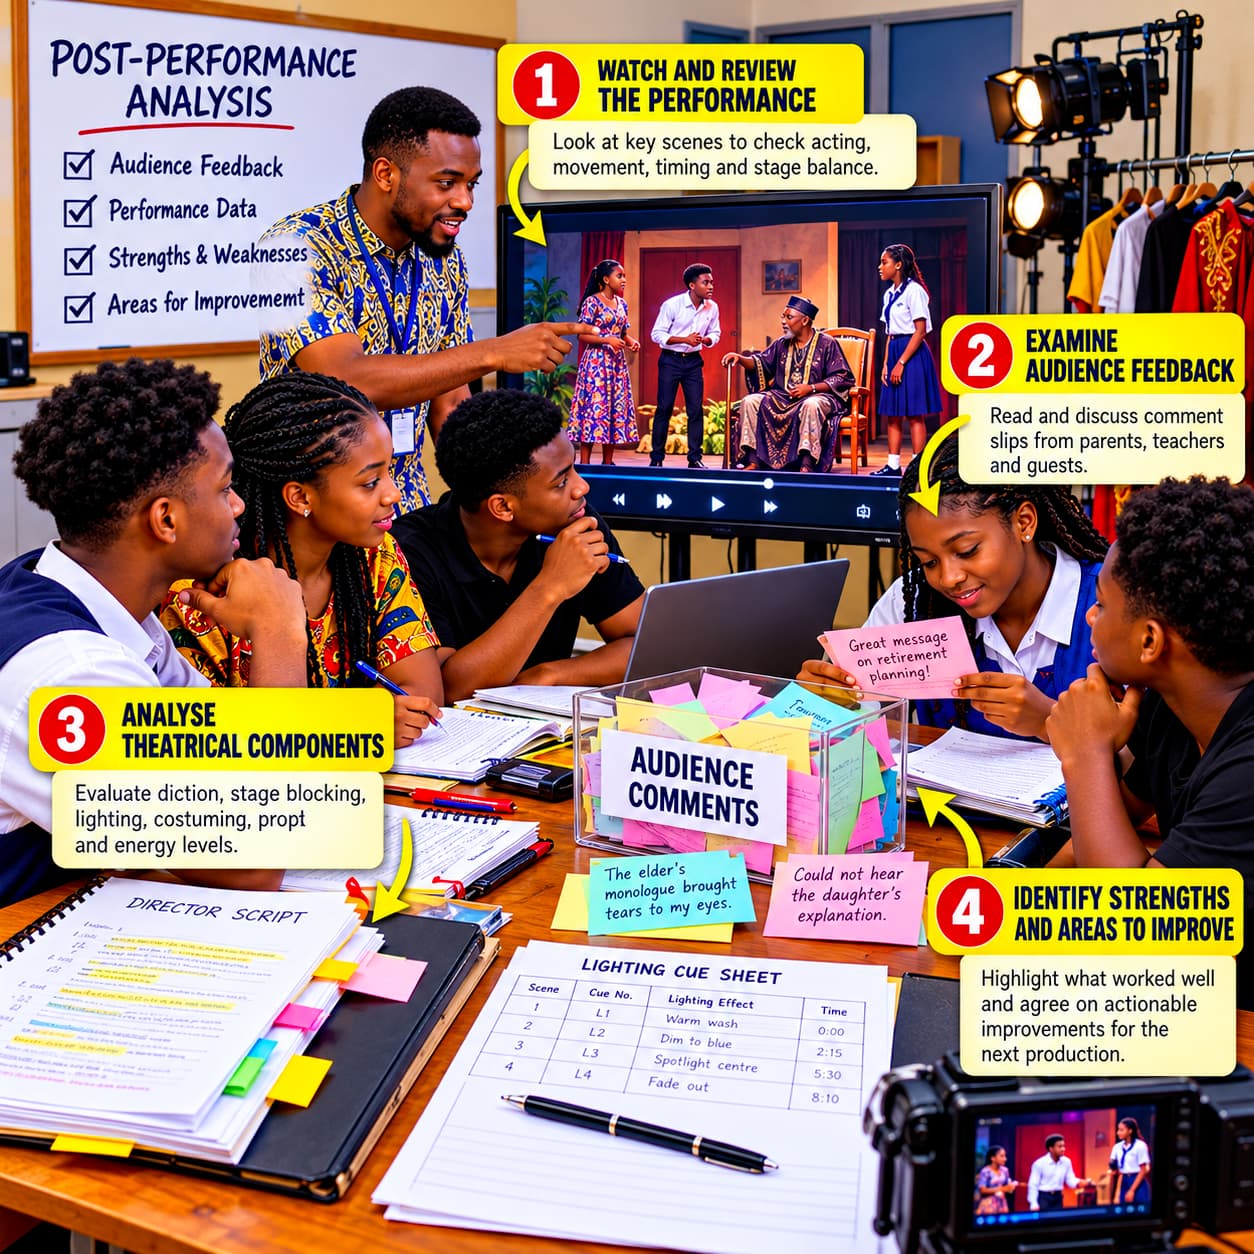 POST-PERFORMANCE
ANALYSIS
Audience Feedback
Performance Data
Strengths & Weaknesses
Areas for Improvememt
1
WATCH AND REVIEW
THE PERFORMANCE
Look at key scenes to check acting,
movement, timing and stage balance.
2
EXAMINE
AUDIENCE FEEDBACK
Read and discuss comment
slips from parents, teachers
and guests.
Great message
on retirement
planning!
3
ANALYSE
THEATRICAL COMPONENTS
Evaluate diction, stage blocking,
lighting, costuming, propt
and energy levels.
AUDIENCE
COMMENTS
The elder's
monologue brought
tears to my eyes.
Could not hear
the daughter's
explanation.
4
IDENTIFY STRENGTHS
AND AREAS TO IMPROVE
Highlight what worked well
and agree on actionable
improvements for the
next production.
DIRECTOR SCRIPT
LIGHTING CUE SHEET
Scene Cue No. Lighting Effect Time
1 L1 Warm wash 0:00
2 L2 Dim to blue 2:15
3 L3 Spotlight centre 5:30
4 L4 Fade out 8:10